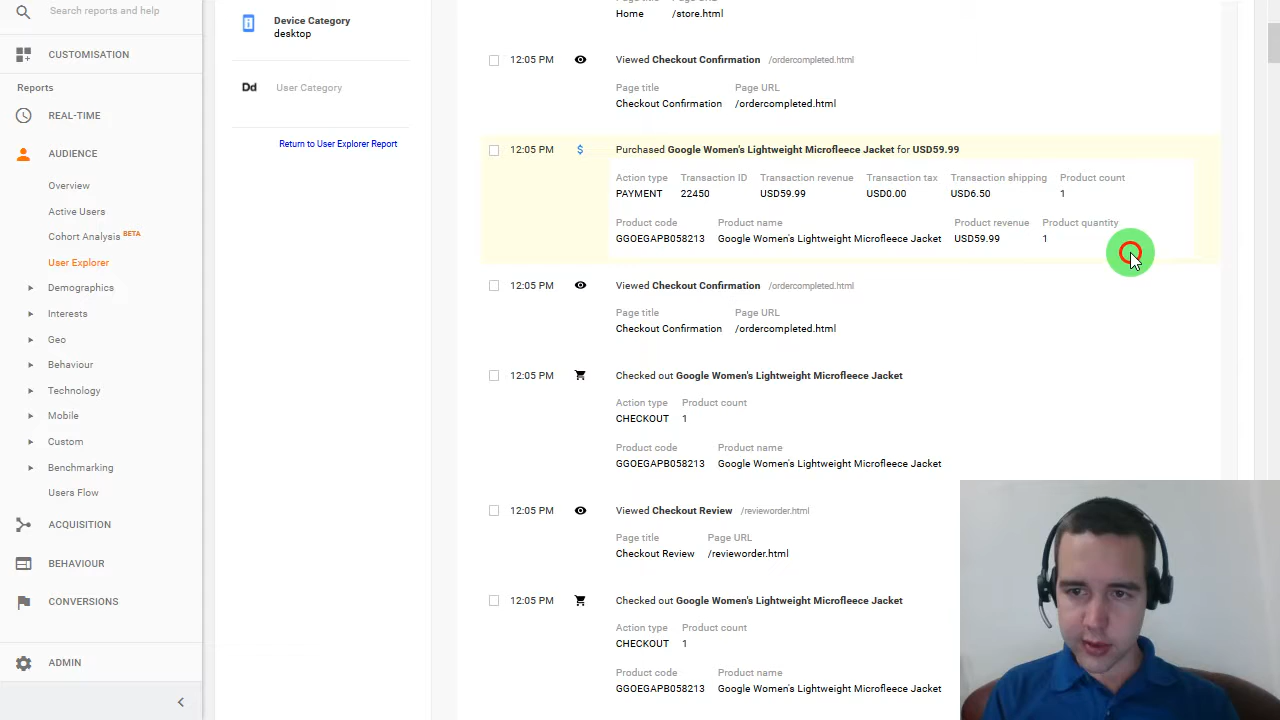 Search reports and help
CUSTOMISATION
Reports
REAL-TIME
AUDIENCE
Overview
Active Users
Cohort Analysis BETA
User Explorer
Demographics
Interests
Geo
Behaviour
Technology
Mobile
Custom
Benchmarking
Users Flow
ACQUISITION
BEHAVIOUR
CONVERSIONS
ADMIN
Device Category
desktop
Dd User Category
Return to User Explorer Report
Home /store.html
12:05 PM Viewed Checkout Confirmation /ordercompleted.html
Page title Page URL
Checkout Confirmation /ordercompleted.html
12:05 PM $ Purchased Google Women's Lightweight Microfleece Jacket for USD59.99
Action type Transaction ID Transaction revenue Transaction tax Transaction shipping Product count
PAYMENT 22450 USD59.99 USD0.00 USD6.50 1
Product code Product name Product revenue Product quantity
GGOEGAPB058213 Google Women's Lightweight Microfleece Jacket USD59.99 1
12:05 PM Viewed Checkout Confirmation /ordercompleted.html
Page title Page URL
Checkout Confirmation /ordercompleted.html
12:05 PM Checked out Google Women's Lightweight Microfleece Jacket
Action type Product count
CHECKOUT 1
Product code Product name
GGOEGAPB058213 Google Women's Lightweight Microfleece Jacket
12:05 PM Viewed Checkout Review /revieworder.html
Page title Page URL
Checkout Review /revieworder.html
12:05 PM Checked out Google Women's Lightweight Microfleece Jacket
Action type Product count
CHECKOUT 1
Product code Product name
GGOEGAPB058213 Google Women's Lightweight Microfleece Jacket